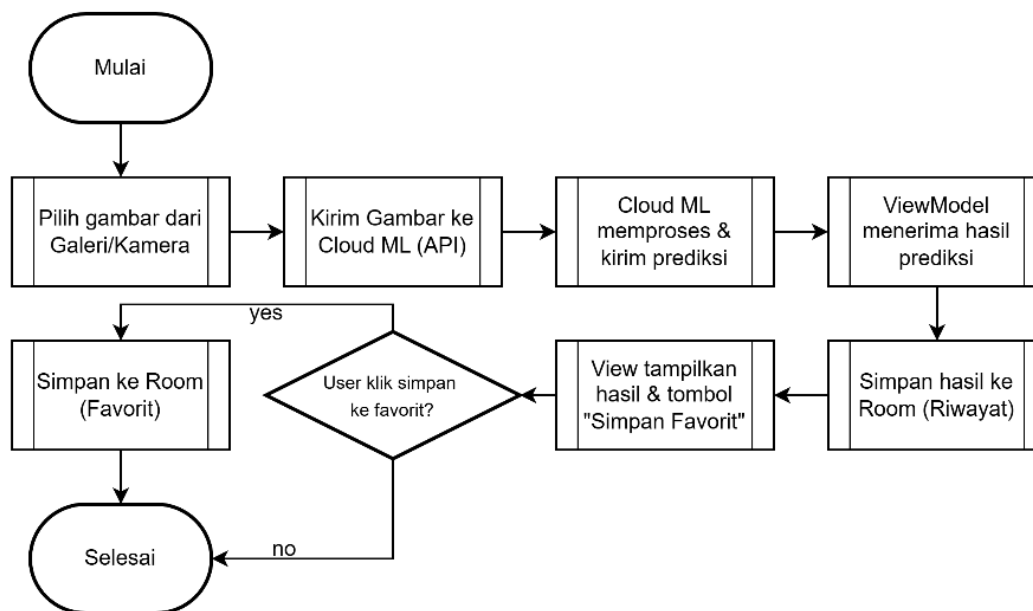 Mulai
Pilih gambar dari
Galeri/Kamera
Kirim Gambar ke
Cloud ML (API)
Cloud ML
memproses &
kirim prediksi
ViewModel
menerima hasil
prediksi
Simpan hasil ke
Room (Riwayat)
View tampilkan
hasil & tombol
"Simpan Favorit"
User klik simpan
ke favorit?
yes
Simpan ke Room
(Favorit)
no
Selesai